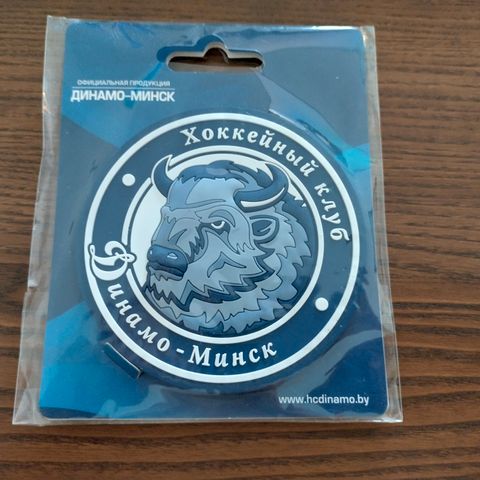 ОФИЦИАЛЬНАЯ ПРОДУКЦИЯ
ДИНАМО-МИНСК
Хоккейный клуб
Динамо-Минск
www.hcdinamo.by